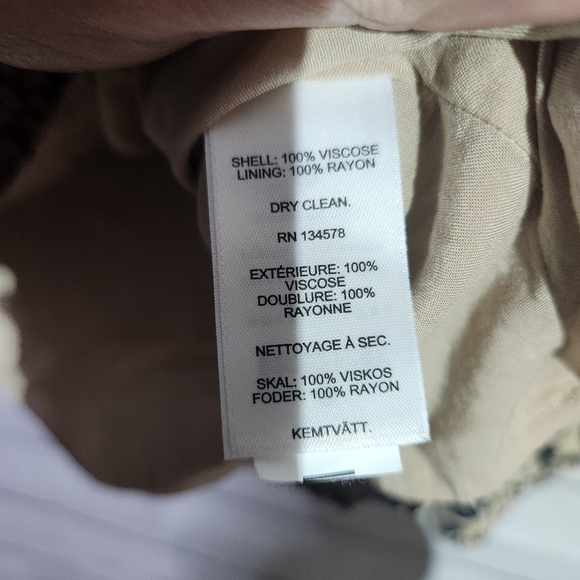 SHELL: 100% VISCOSE
LINING: 100% RAYON
DRY CLEAN.
RN 134578
EXTÉRIEURE: 100%
VISCOSE
DOUBLURE: 100%
RAYONNE
NETTOYAGE À SEC.
SKAL: 100% VISKOS
FODER: 100% RAYON
KEMTVÄTT.